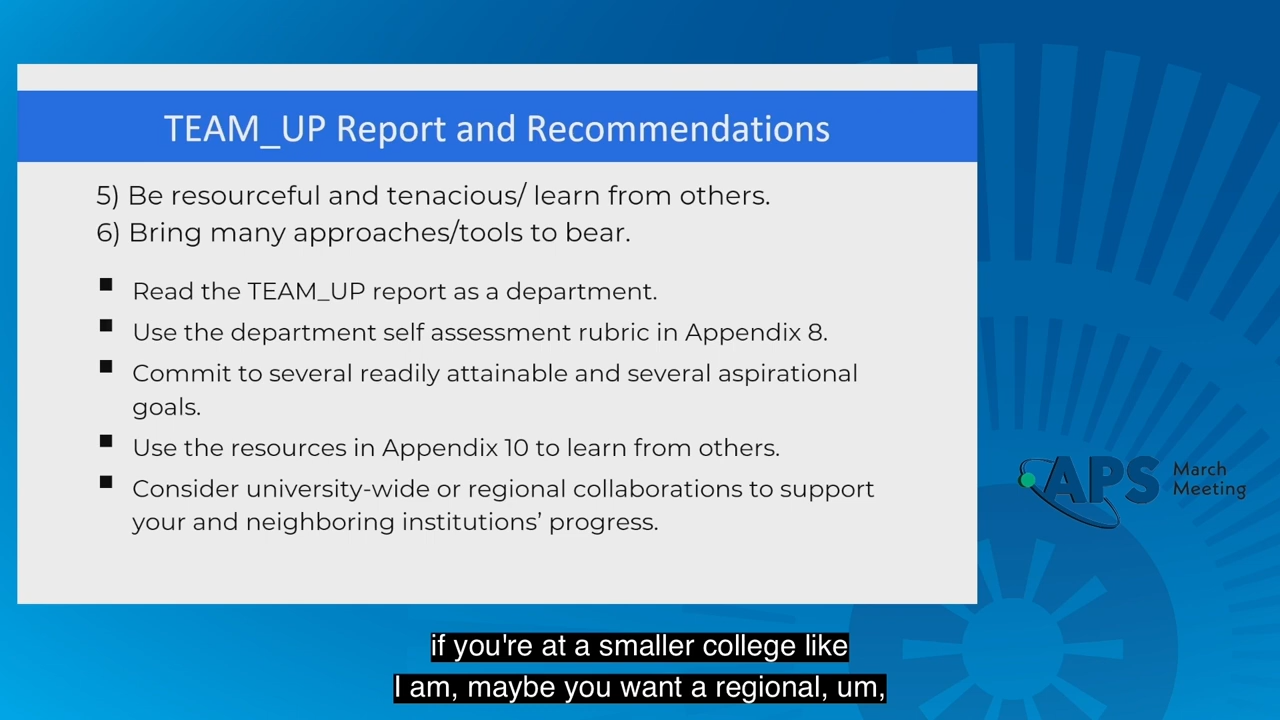 TEAM_UP Report and Recommendations
5) Be resourceful and tenacious/ learn from others.
6) Bring many approaches/tools to bear.
Read the TEAM_UP report as a department.
Use the department self assessment rubric in Appendix 8.
Commit to several readily attainable and several aspirational
goals.
Use the resources in Appendix 10 to learn from others.
Consider university-wide or regional collaborations to support
your and neighboring institutions’ progress.
APS March
Meeting
if you're at a smaller college like
I am, maybe you want a regional, um,